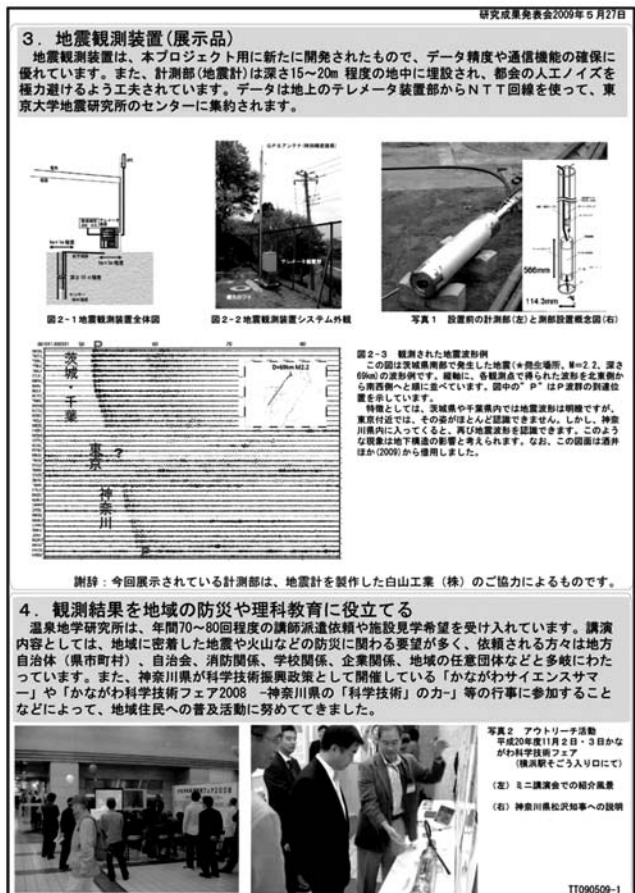 研究成果発表会2009年５月27日
３．地震観測装置(展示品)
地震観測装置は、本プロジェクト用に新たに開発されたもので、データ精度や通信機能の確保に
優れています。また、計測部(地震計)は深さ15～20m 程度の地中に埋設され、都会の人工ノイズを
極力避けるよう工夫されています。データは地上のテレメータ装置部からＮＴＴ回線を使って、東
京大学地震研究所のセンターに集約されます。
GPSアンテナ(時刻精度装置)
テレメータ装置部
566mm
114.3mm
図２-１地震観測装置全体図
図２-２地震観測装置システム外観
写真１ 設置前の計測部(左)と測部設置概念図(右)
P
茨城・千葉
東京
?
神奈川
P
D=69km M2.2
図２-３ 観測された地震波形例
この図は茨城県南部で発生した地震(★発生場所、M=2.2、深さ
69km)の波形例です。縦軸に、各観測点で得られた波形を北東側か
ら南西側へと順に並べています。図中の" P" はＰ波群の到達位
置を示しています。
特徴としては、茨城県や千葉県内では地震波形は明瞭ですが、
東京付近では、その姿がほとんど認識できません。しかし、神奈
川県内に入ってくると、再び地震波形を認識できます。このよう
な現象は地下構造の影響と考えられます。なお、この図面は酒井
ほか(2009)から借用しました。
謝辞：今回展示されている計測部は、地震計を製作した白山工業（株）のご協力によるものです。
４．観測結果を地域の防災や理科教育に役立てる
温泉地学研究所は、年間70～80回程度の講師派遣依頼や施設見学希望を受け入れています。講演
内容としては、地域に密着した地震や火山などの防災に関わる要望が多く、依頼される方々は地方
自治体（県市町村）、自治会、消防関係、学校関係、企業関係、地域の任意団体などと多岐にわた
っています。また、神奈川県が科学技術振興政策として開催している「かながわサイエンスサマ
ー」や「かながわ科学技術フェア2008 -神奈川県の「科学技術」の力-」等の行事に参加すること
などによって、地域住民への普及活動に努めててきました。
写真２ アウトリーチ活動
平成20年度11月２日・３日かな
がわ科学技術フェア
(横浜駅そごう入り口にて)
(左) ミニ講演会での紹介風景
(右) 神奈川県松沢知事への説明
TT090509-1